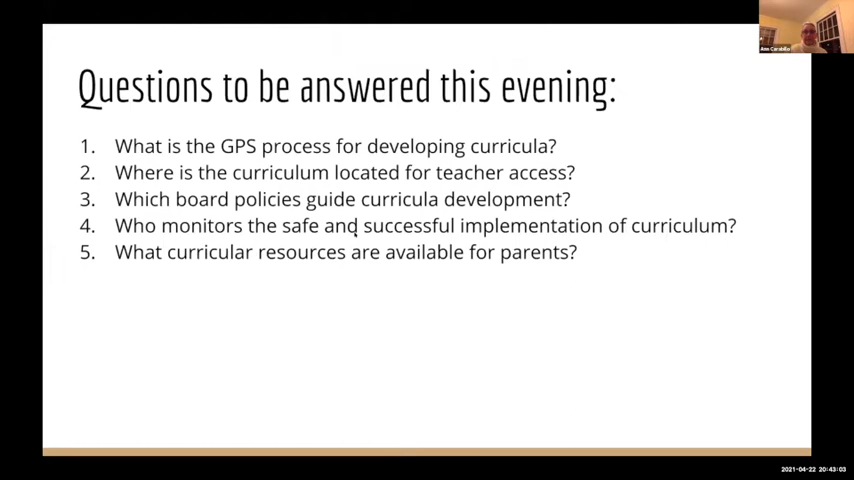 Questions to be answered this evening:
1. What is the GPS process for developing curricula?
2. Where is the curriculum located for teacher access?
3. Which board policies guide curricula development?
4. Who monitors the safe and successful implementation of curriculum?
5. What curricular resources are available for parents?
Ann Carabillo
2021-04-22 20:43:03